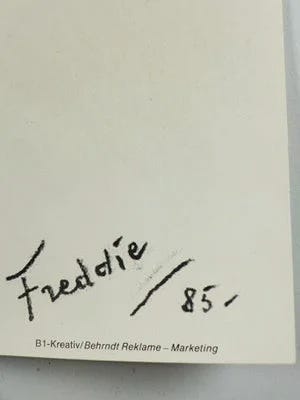 Freddie / 85-
B1-Kreativ/Behrndt Reklame – Marketing